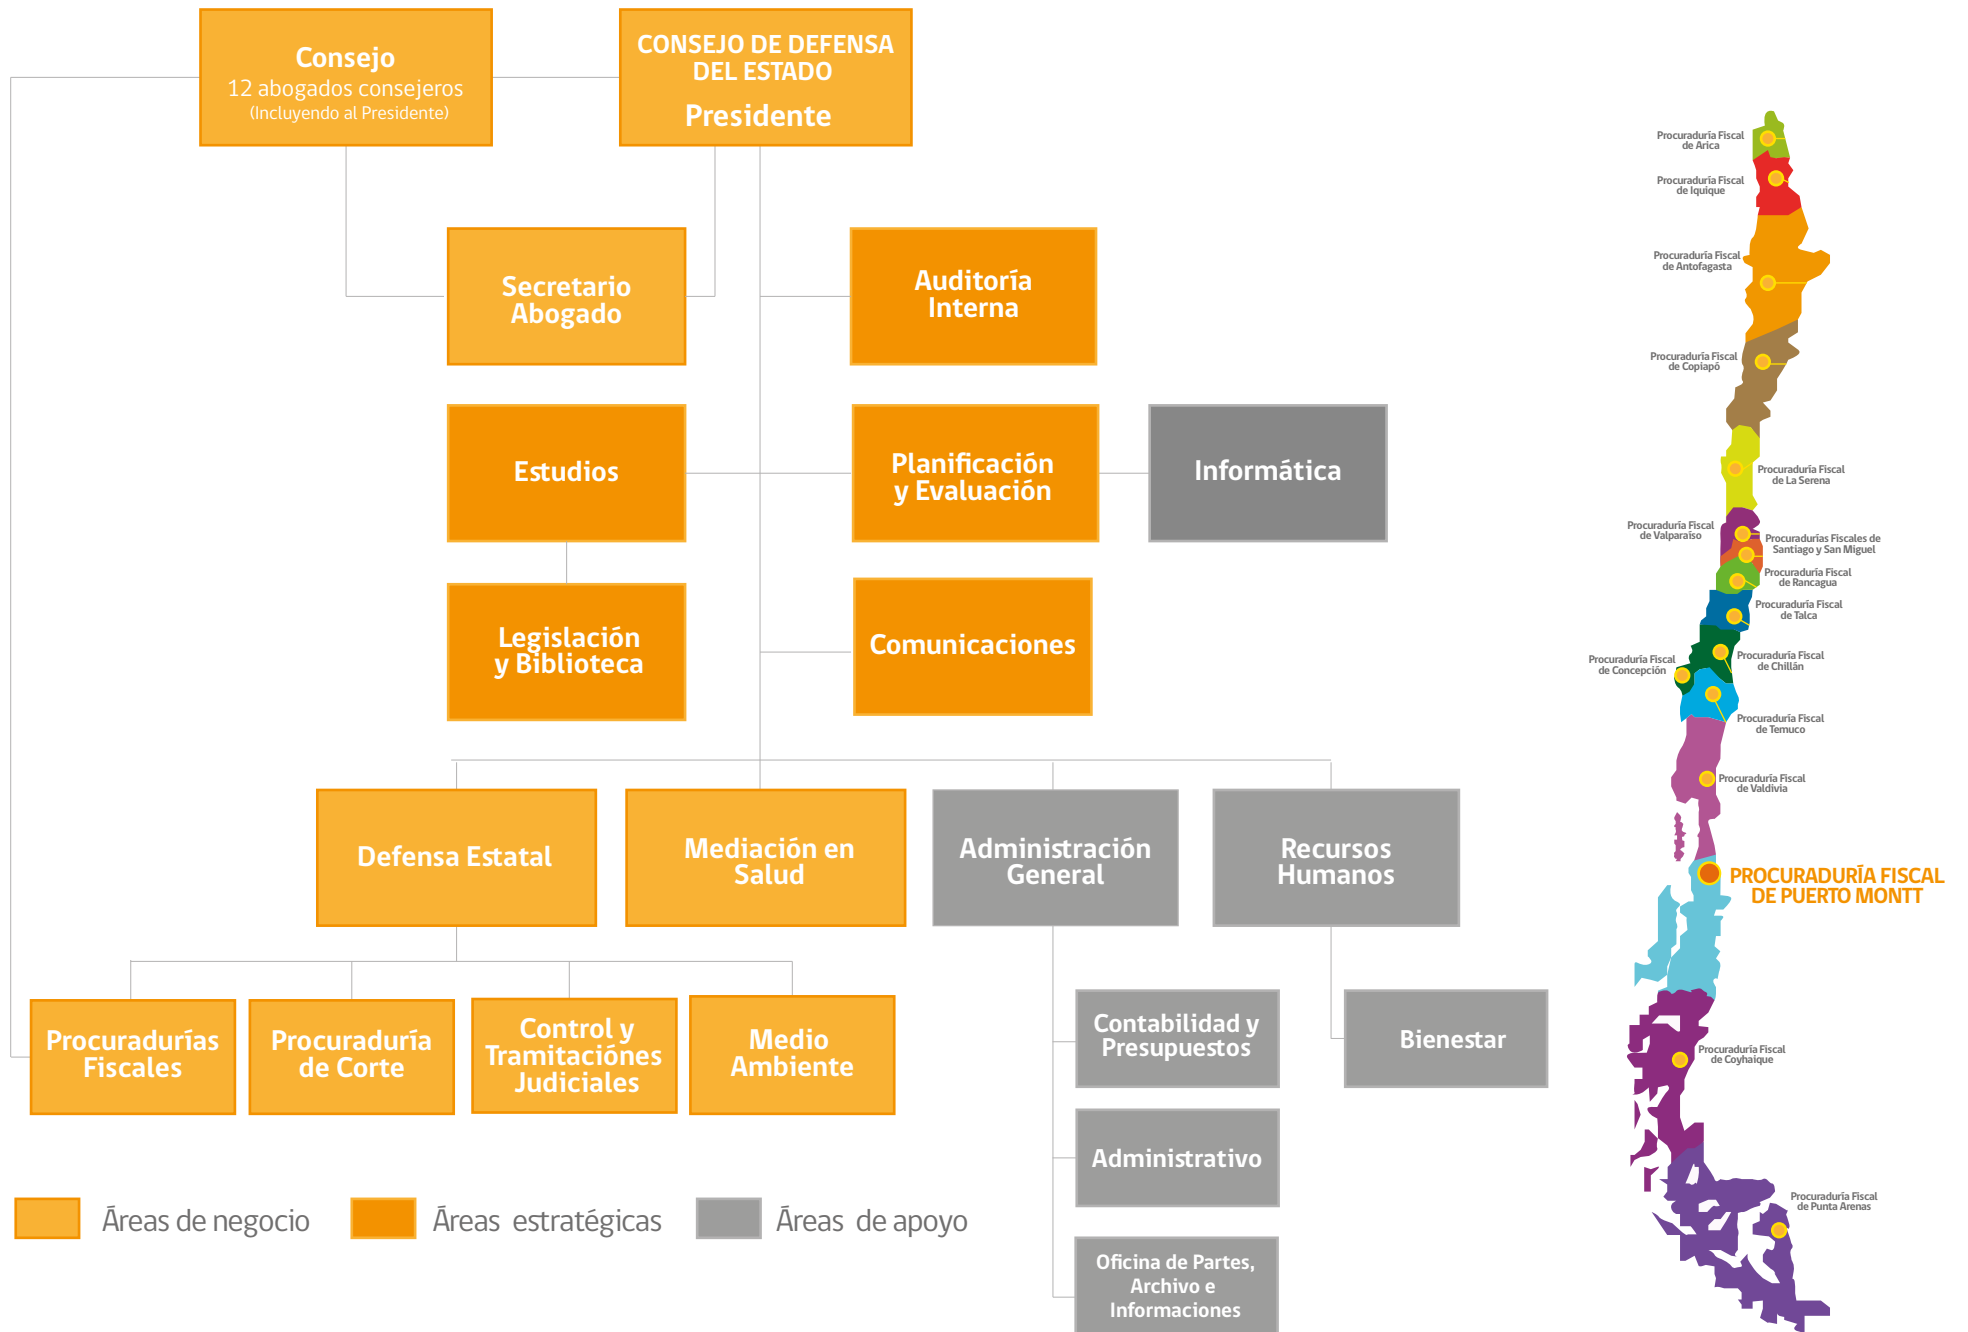 Consejo
12 abogados consejeros
(Incluyendo al Presidente)
CONSEJO DE DEFENSA
DEL ESTADO
Presidente
Secretario
Abogado
Auditoría
Interna
Estudios
Planificación
y Evaluación
Informática
Legislación
y Biblioteca
Comunicaciones
Defensa Estatal
Mediación en
Salud
Administración
General
Recursos
Humanos
Procuradurías
Fiscales
Procuraduría
de Corte
Control y
Tramitaciónes
Judiciales
Medio
Ambiente
Contabilidad y
Presupuestos
Bienestar
Administrativo
Oficina de Partes,
Archivo e
Informaciones
Áreas de negocio
Áreas estratégicas
Áreas de apoyo
Procuraduría Fiscal
de Arica
Procuraduría Fiscal
de Iquique
Procuraduría Fiscal
de Antofagasta
Procuraduría Fiscal
de Copiapó
Procuraduría Fiscal
de La Serena
Procuraduría Fiscal
de Valparaíso
Procuradurías Fiscales de
Santiago y San Miguel
Procuraduría Fiscal
de Rancagua
Procuraduría Fiscal
de Talca
Procuraduría Fiscal
de Chillán
Procuraduría Fiscal
de Concepción
Procuraduría Fiscal
de Temuco
Procuraduría Fiscal
de Valdivia
PROCURADURÍA FISCAL
DE PUERTO MONTT
Procuraduría Fiscal
de Coyhaique
Procuraduría Fiscal
de Punta Arenas